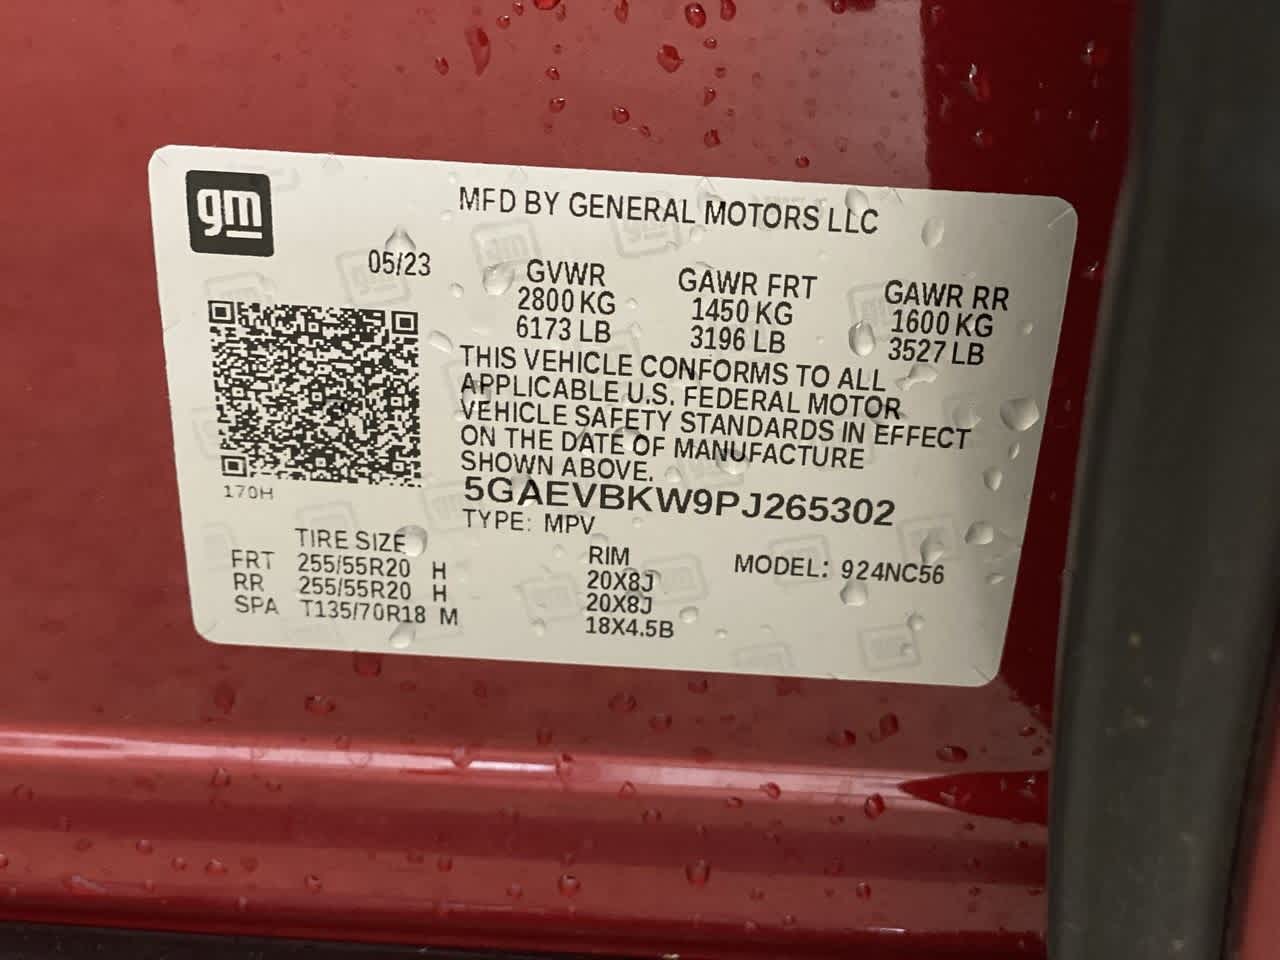 gm
MFD BY GENERAL MOTORS LLC
05/23
GVWR GAWR FRT GAWR RR
2800 KG 1450 KG 1600 KG
6173 LB 3196 LB 3527 LB
THIS VEHICLE CONFORMS TO ALL
APPLICABLE U.S. FEDERAL MOTOR
VEHICLE SAFETY STANDARDS IN EFFECT
ON THE DATE OF MANUFACTURE
SHOWN ABOVE.
170H
5GAEVBKW9PJ265302
TYPE: MPV
TIRE SIZE RIM MODEL: 924NC56
FRT 255/55R20 H 20X8J
RR 255/55R20 H 20X8J
SPA T135/70R18 M 18X4.5B